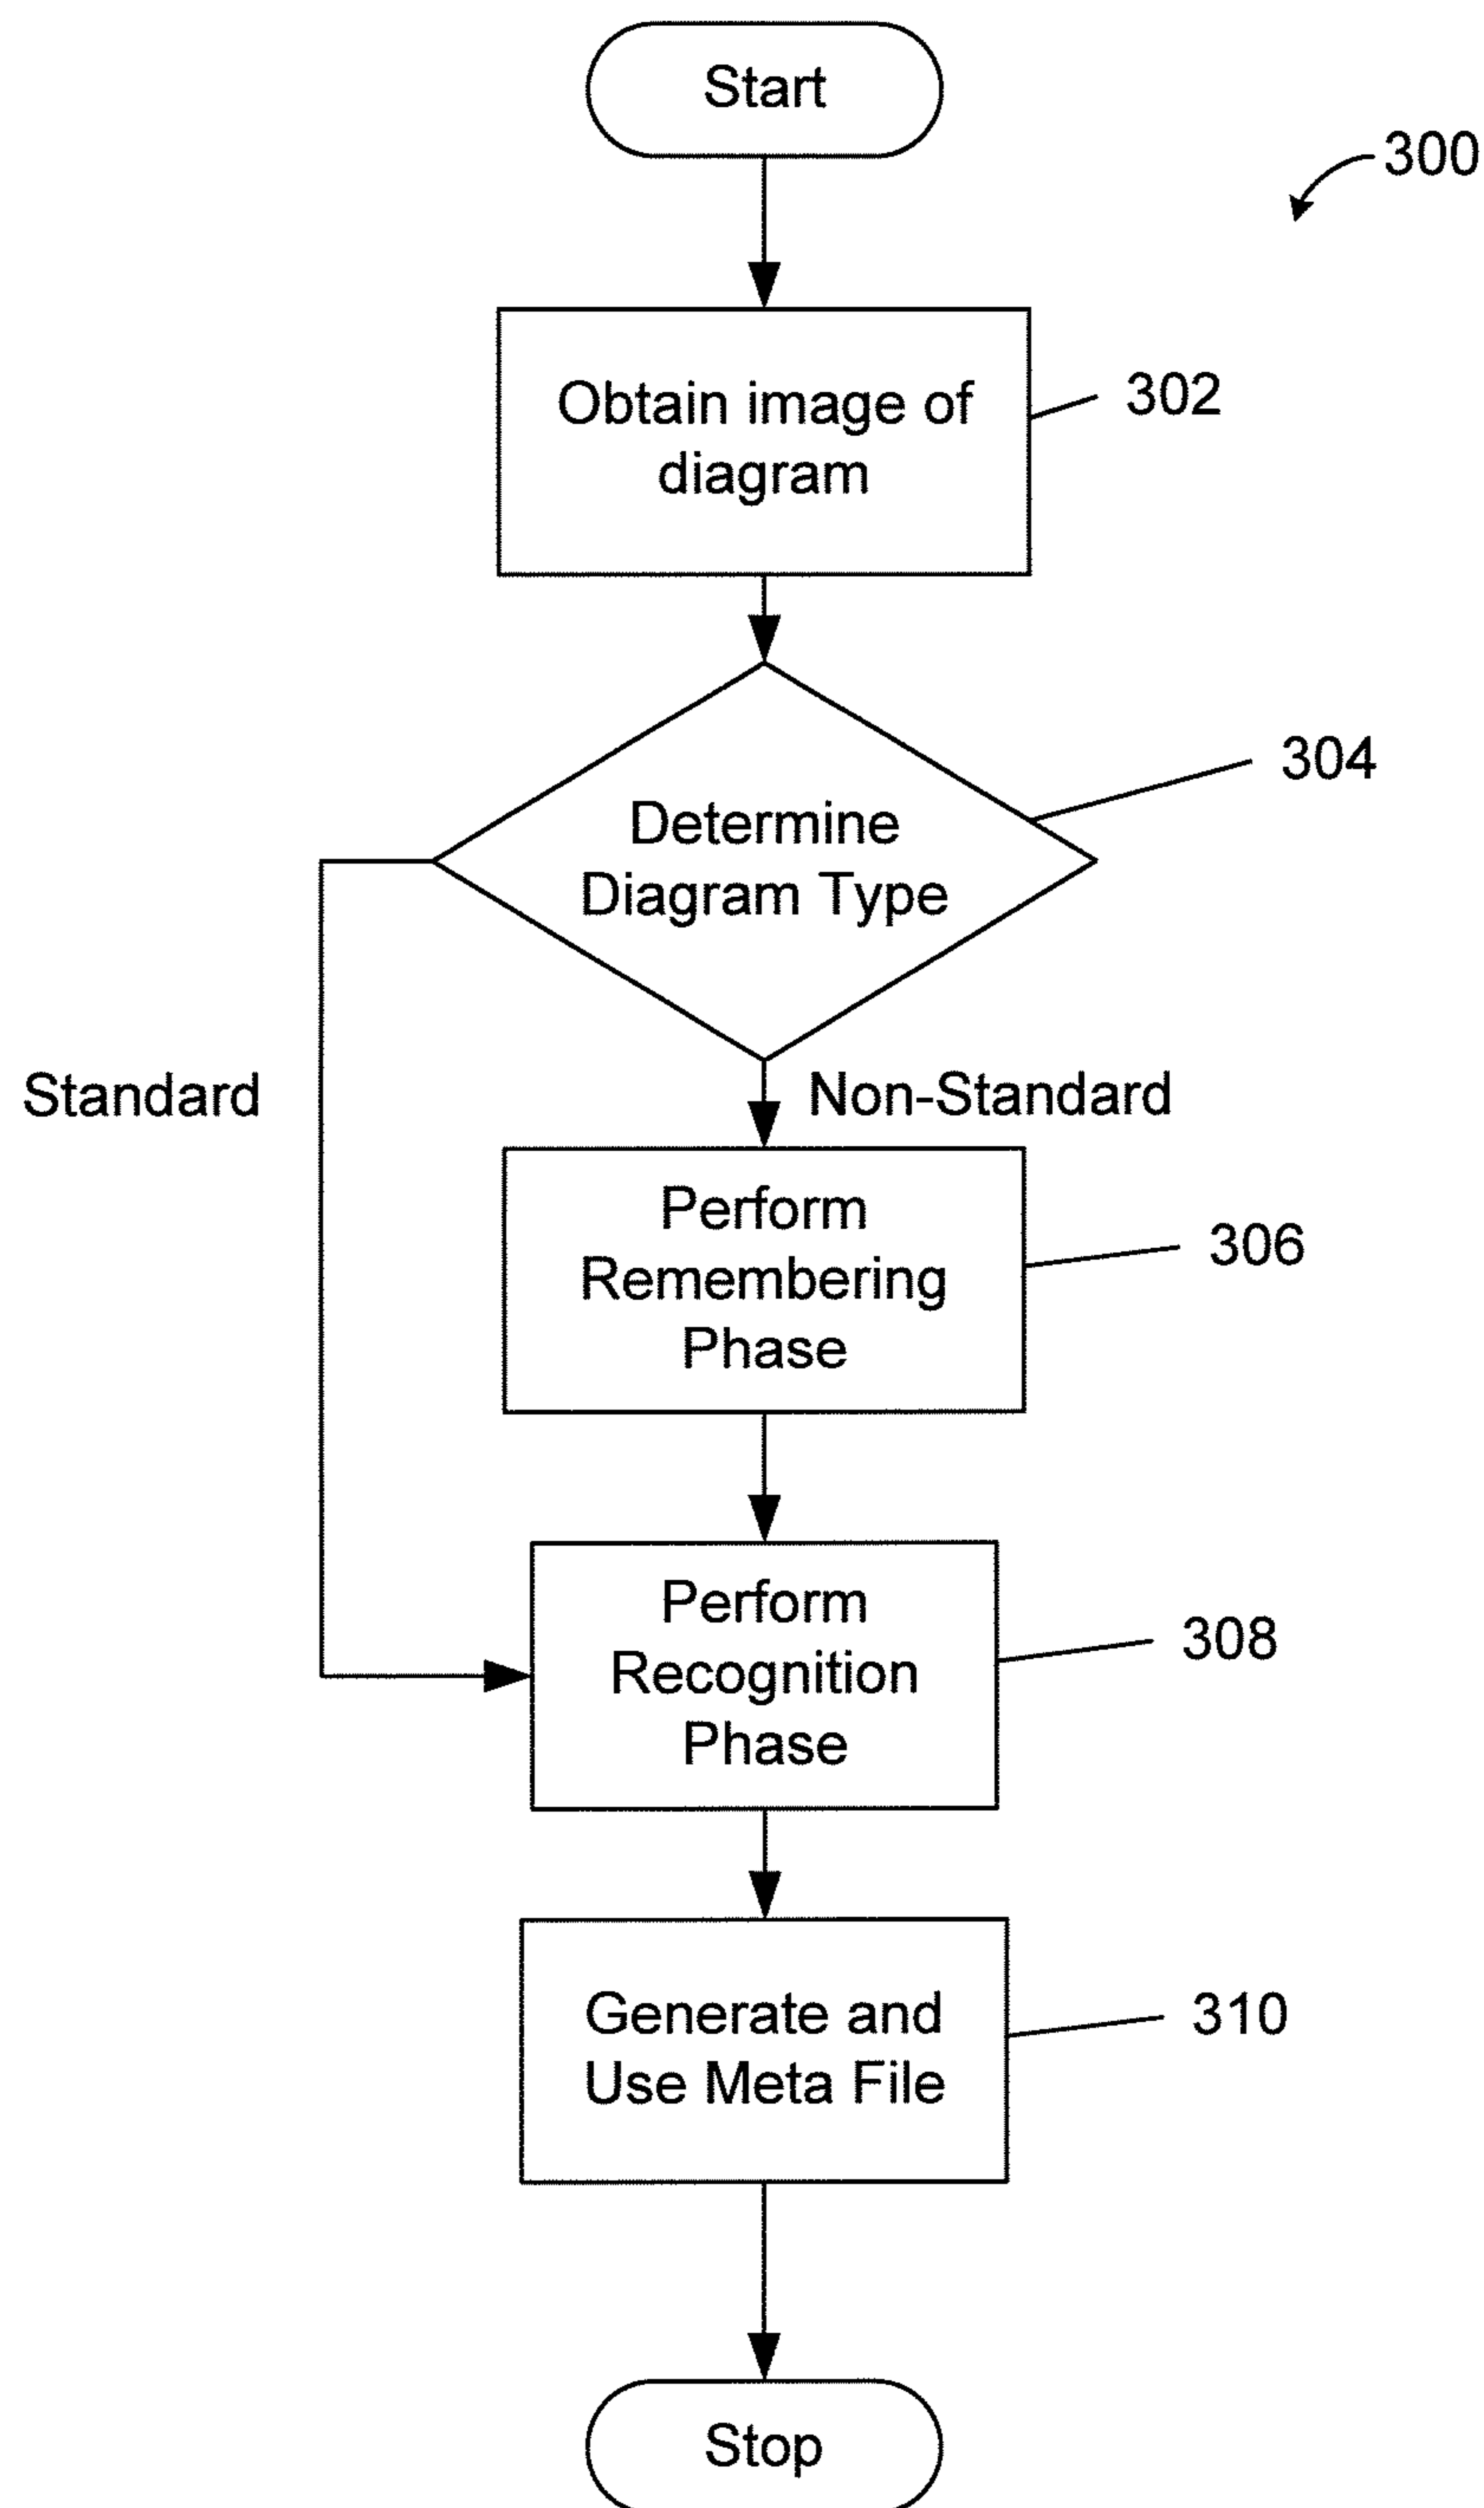 Start
300
Obtain image of
diagram
302
304
Determine
Diagram Type
Standard
Non-Standard
Perform
Remembering
Phase
306
Perform
Recognition
Phase
308
Generate and
Use Meta File
310
Stop